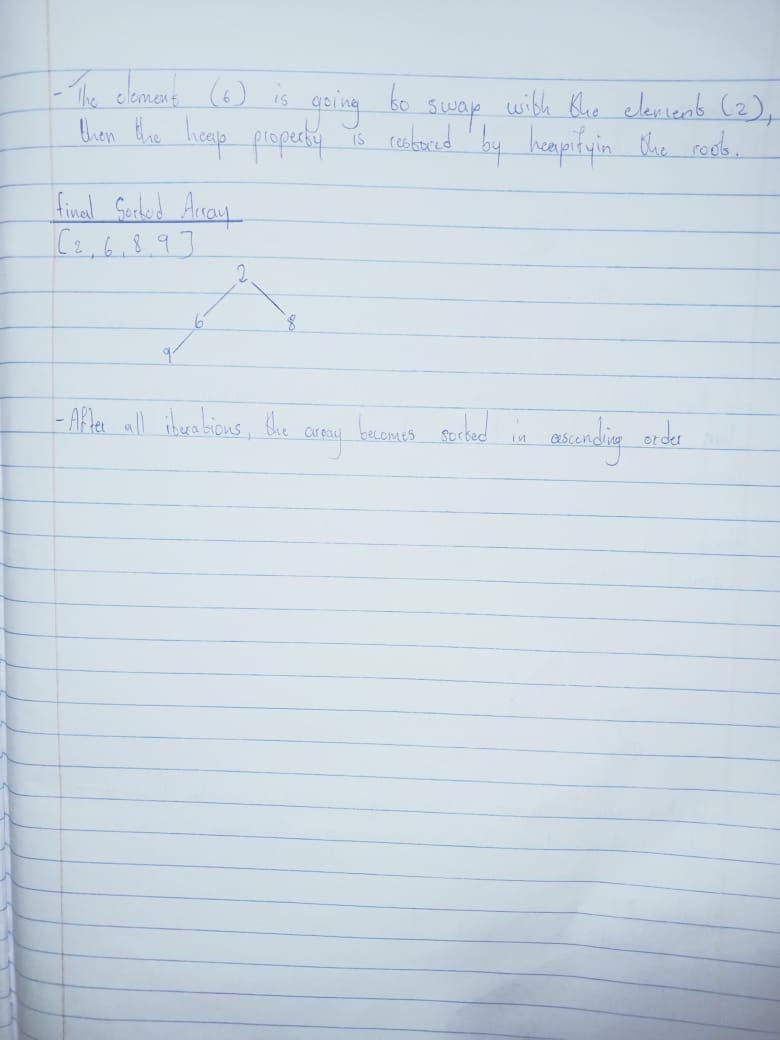 - The element (6) is going to swap with the elements (2),
then the heap property is restored by heapifyin the roots.
final Sorted Array
[2, 6, 8, 9]
2
6 8
9
- After all iterations, the array becomes sorted in ascending order